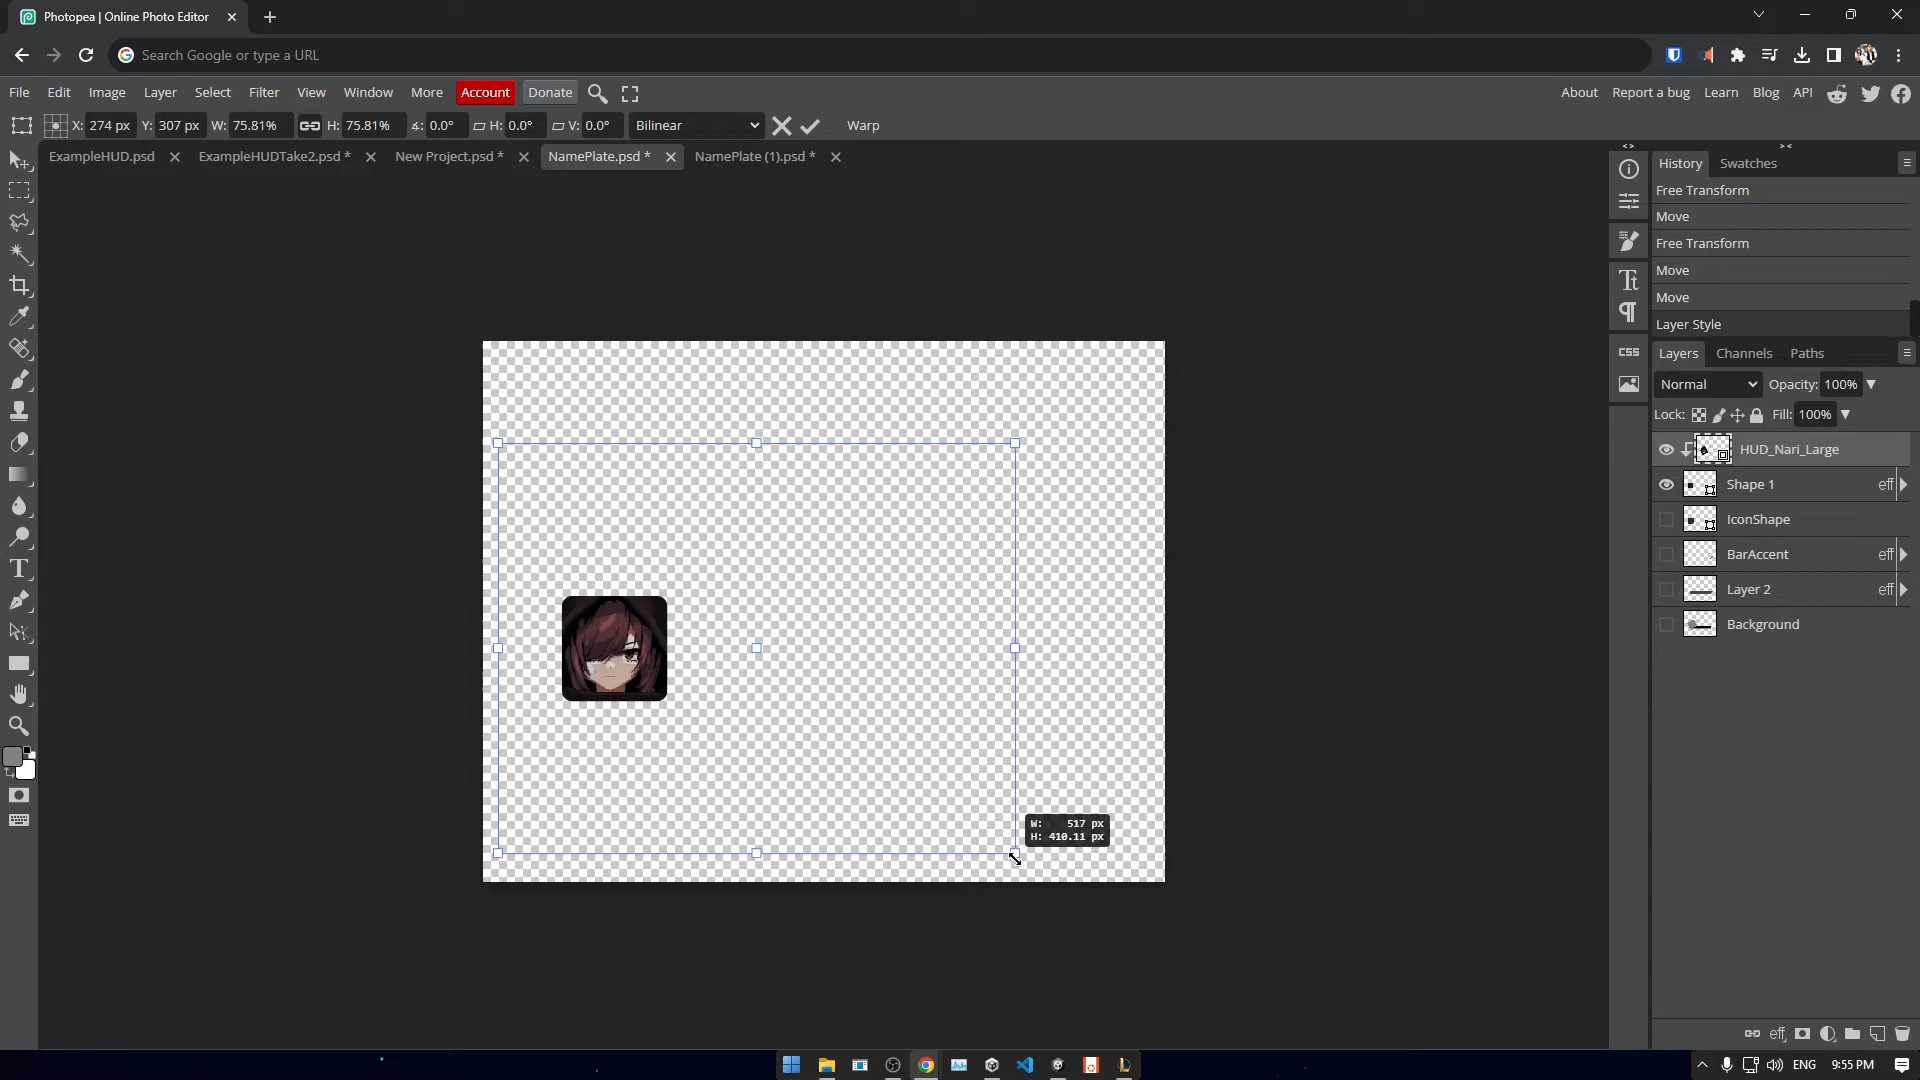 Photopea | Online Photo Editor
Search Google or type a URL
File Edit Image Layer Select Filter View Window More Account Donate About Report a bug Learn Blog API
X: 274 px Y: 307 px W: 75.81% H: 75.81% ∡: 0.0° H: 0.0° V: 0.0° Bilinear Warp
ExampleHUD.psd ExampleHUDTake2.psd * New Project.psd * NamePlate.psd * NamePlate (1).psd *
History Swatches
Free Transform
Move
Free Transform
Move
Move
Layer Style
CSS
Layers Channels Paths
Normal Opacity: 100%
Lock: Fill: 100%
HUD_Nari_Large
Shape 1 eff
IconShape
BarAccent eff
Layer 2 eff
Background
W: 517 px
H: 410.11 px
eff
ENG 9:55 PM